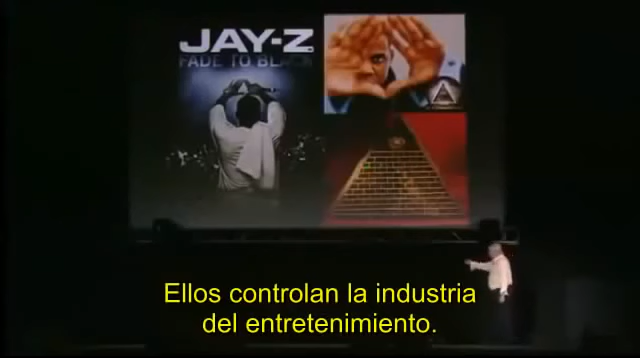 JAY-Z
FADE TO BLACK
Ellos controlan la industria
del entretenimiento.